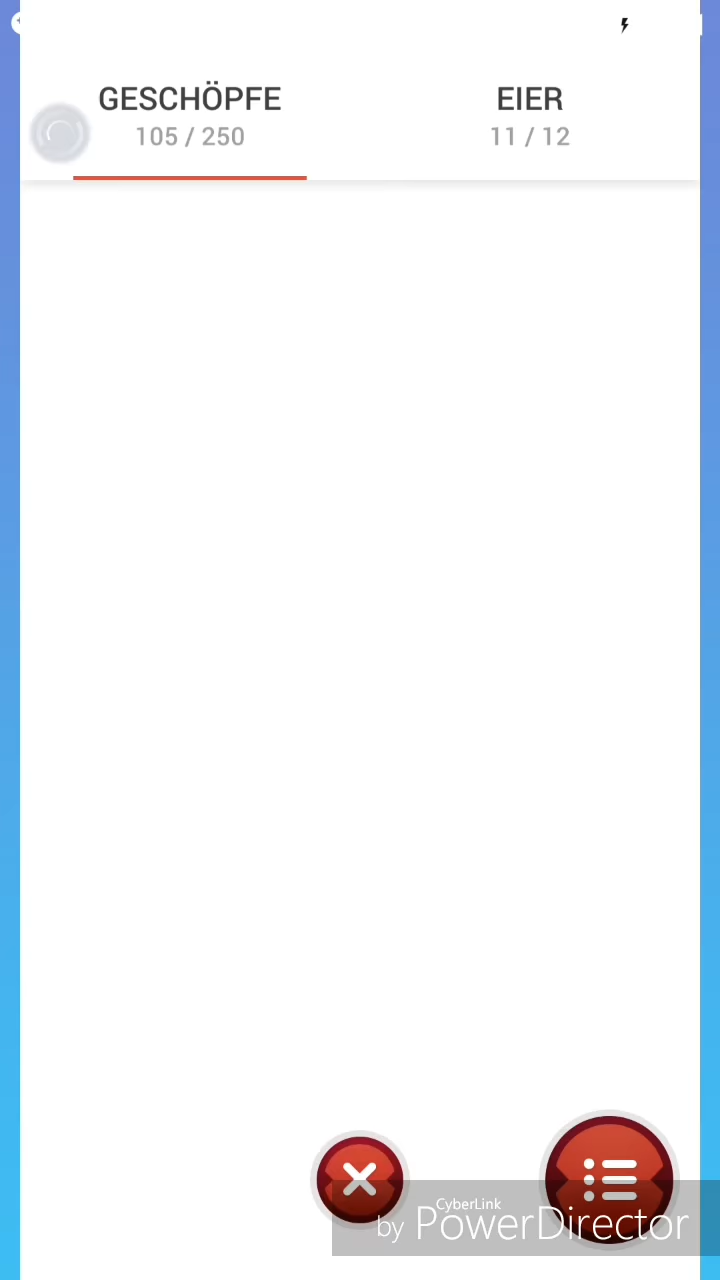 GESCHÖPFE
105 / 250
EIER
11 / 12
CyberLink
by PowerDirector